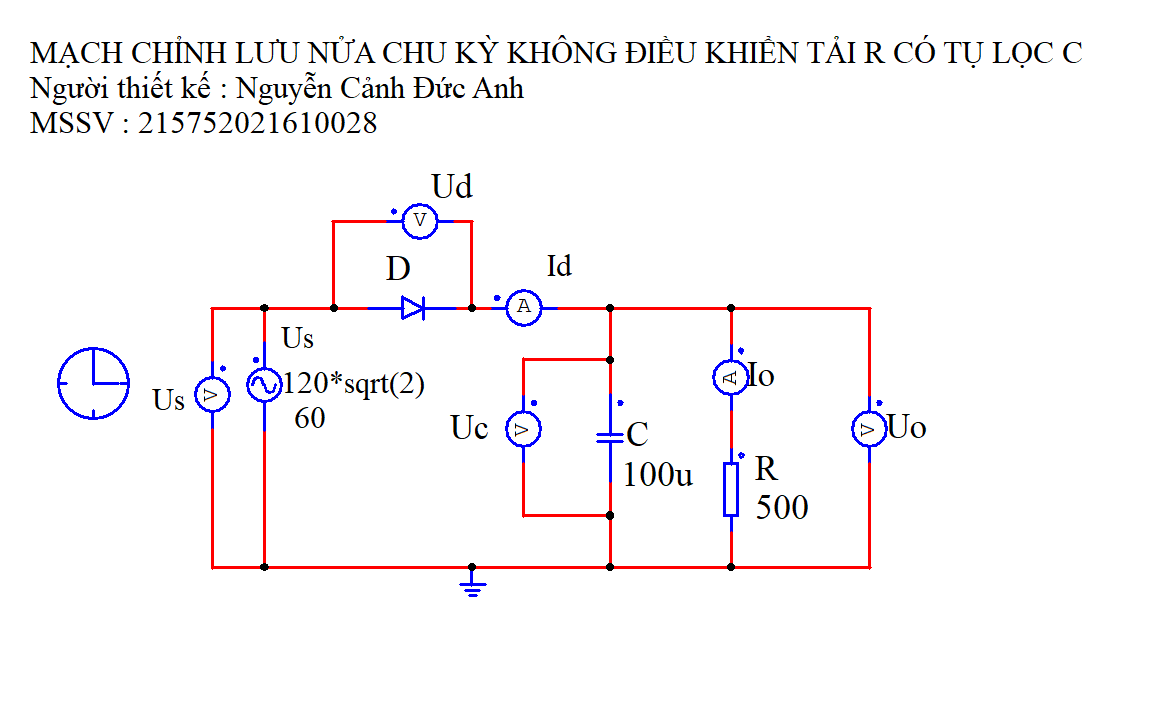 MẠCH CHỈNH LƯU NỬA CHU KỲ KHÔNG ĐIỀU KHIỂN TẢI R CÓ TỤ LỌC C
Người thiết kế : Nguyễn Cảnh Đức Anh
MSSV : 215752021610028
Ud
V
D
Id
A
Us
120*sqrt(2)
60
Us
V
Uc
V
C
100u
A
Io
R
500
V
Uo